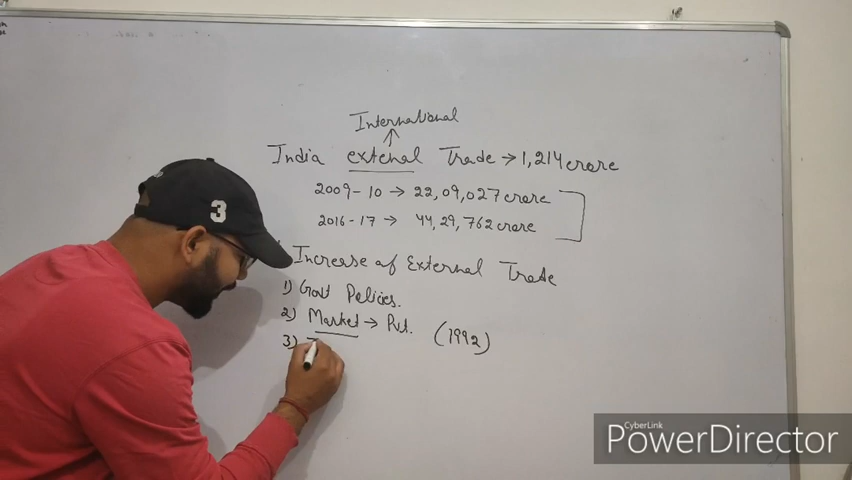 International
India extenal Trade → 1,214 crore
2009-10 → 22,09,027 crore
2016-17 → 44,29,762 crore
Increase of External Trade
1) Govt Policies.
2) Market → Pvt. (1992)
3)
3
CyberLink
PowerDirector